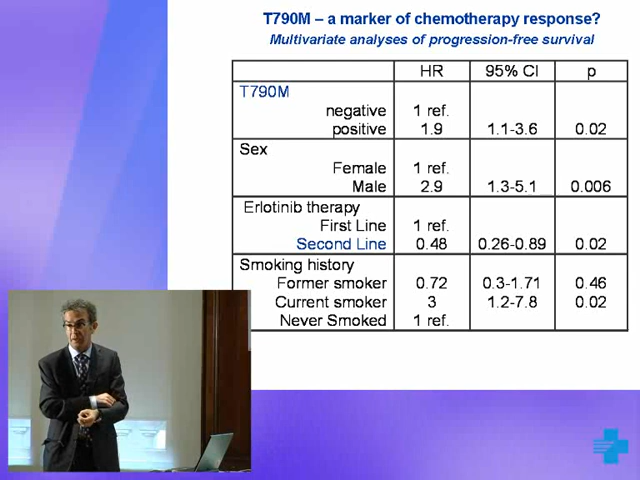 T790M – a marker of chemotherapy response?
Multivariate analyses of progression-free survival
HR 95% CI p
T790M
negative 1 ref.
positive 1.9 1.1-3.6 0.02
Sex
Female 1 ref.
Male 2.9 1.3-5.1 0.006
Erlotinib therapy
First Line 1 ref.
Second Line 0.48 0.26-0.89 0.02
Smoking history
Former smoker 0.72 0.3-1.71 0.46
Current smoker 3 1.2-7.8 0.02
Never Smoked 1 ref.